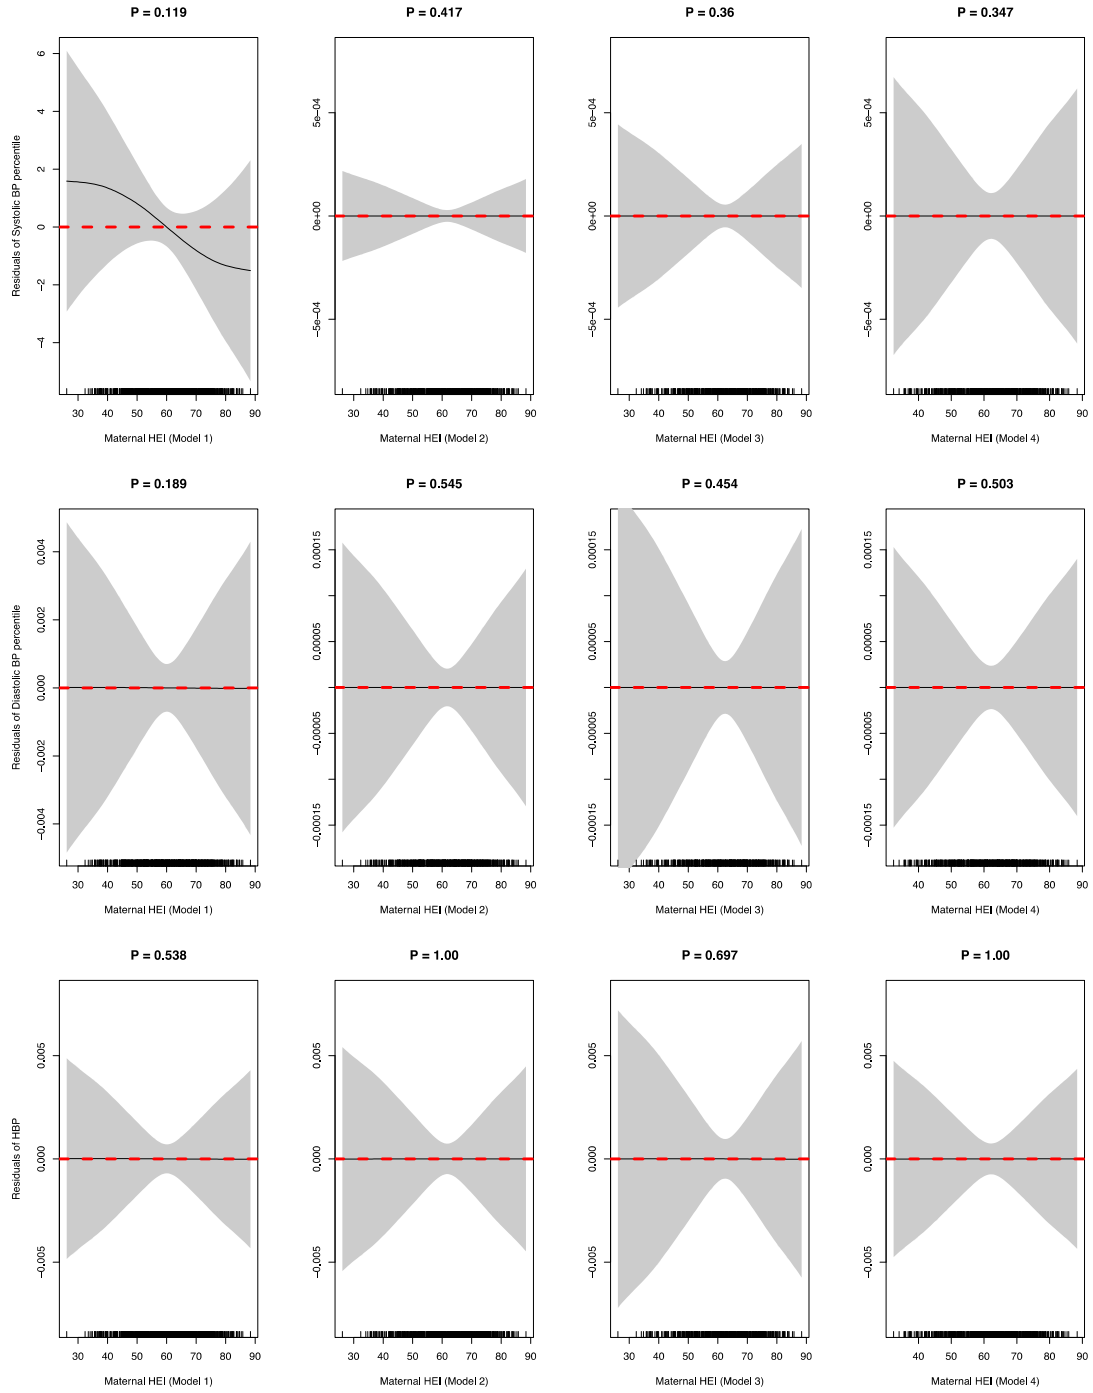 P = 0.119 P = 0.417 P = 0.36 P = 0.347
Residuals of Systolic BP percentile
6
4
2
0
−2
−4
5e−04
0e+00
−5e−04
5e−04
0e+00
−5e−04
5e−04
0e+00
−5e−04
30 40 50 60 70 80 90
30 40 50 60 70 80 90
30 40 50 60 70 80 90
30 40 50 60 70 80 90
Maternal HEI (Model 1) Maternal HEI (Model 2) Maternal HEI (Model 3) Maternal HEI (Model 4)
P = 0.189 P = 0.545 P = 0.454 P = 0.503
Residuals of Diastolic BP percentile
0.004
0.002
0.000
−0.002
−0.004
0.00015
0.00005
−0.00005
−0.00015
0.00015
0.00005
−0.00005
−0.00015
0.00015
0.00005
−0.00005
−0.00015
30 40 50 60 70 80 90
30 40 50 60 70 80 90
30 40 50 60 70 80 90
30 40 50 60 70 80 90
Maternal HEI (Model 1) Maternal HEI (Model 2) Maternal HEI (Model 3) Maternal HEI (Model 4)
P = 0.538 P = 1.00 P = 0.697 P = 1.00
Residuals of HBP
0.005
0.000
−0.005
0.005
0.000
−0.005
0.005
0.000
−0.005
0.005
0.000
−0.005
30 40 50 60 70 80 90
30 40 50 60 70 80 90
30 40 50 60 70 80 90
30 40 50 60 70 80 90
Maternal HEI (Model 1) Maternal HEI (Model 2) Maternal HEI (Model 3) Maternal HEI (Model 4)